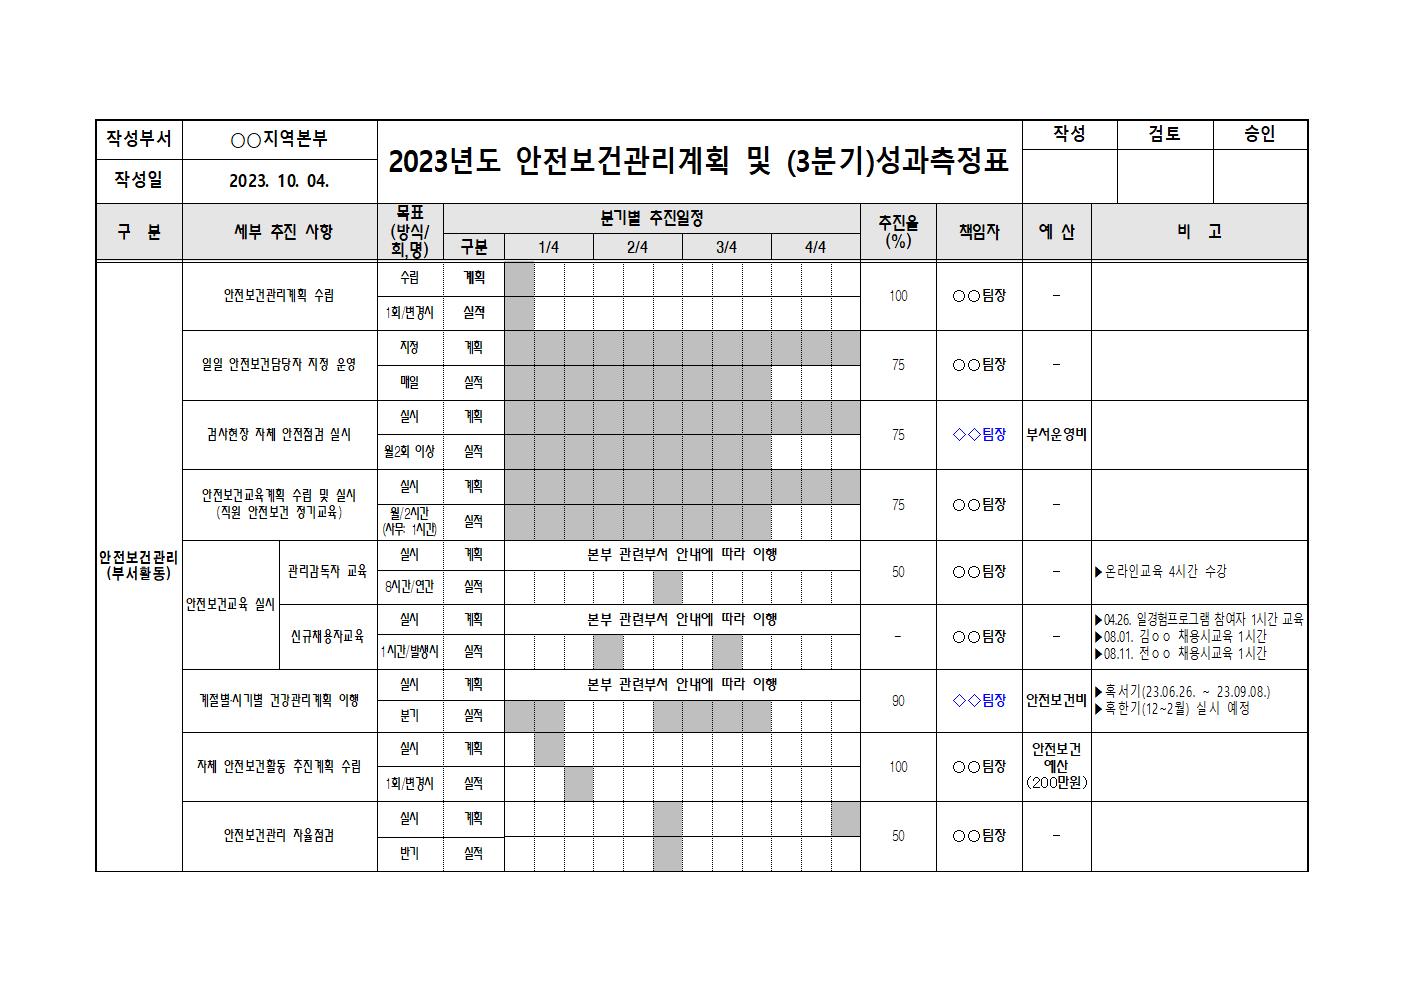 작성부서
○○지역본부
2023년도 안전보건관리계획 및 (3분기)성과측정표
작성
검토
승인
작성일
2023. 10. 04.
구 분
세부 추진 사항
목표
(방식/
회,명)
분기별 추진일정
추진율
(%)
책임자
예 산
비 고
구분
1/4
2/4
3/4
4/4
안전보건관리
(부서활동)
안전보건관리계획 수립
수립
계획
1회/변경시
실적
100
○○팀장
–
일일 안전보건담당자 지정 운영
지정
계획
매일
실적
75
○○팀장
–
검사현장 자체 안전점검 실시
실시
계획
월2회 이상
실적
75
◇◇팀장
부서운영비
안전보건교육계획 수립 및 실시
(직원 안전보건 정기교육)
실시
계획
월/2시간
(사무: 1시간)
실적
75
○○팀장
–
안전보건교육 실시
관리감독자 교육
실시
계획
본부 관련부서 안내에 따라 이행
8시간/연간
실적
50
○○팀장
–
▶온라인교육 4시간 수강
신규채용자교육
실시
계획
본부 관련부서 안내에 따라 이행
1시간/발생시
실적
–
○○팀장
–
▶04.26. 일경험프로그램 참여자 1시간 교육
▶08.01. 김ㅇㅇ 채용시교육 1시간
▶08.11. 전ㅇㅇ 채용시교육 1시간
계절별·시기별 건강관리계획 이행
실시
계획
본부 관련부서 안내에 따라 이행
분기
실적
90
◇◇팀장
안전보건비
▶혹서기(23.06.26. ~ 23.09.08.)
▶혹한기(12~2월) 실시 예정
자체 안전보건활동 추진계획 수립
실시
계획
1회/변경시
실적
100
○○팀장
안전보건
예산
(200만원)
안전보건관리 자율점검
실시
계획
반기
실적
50
○○팀장
–